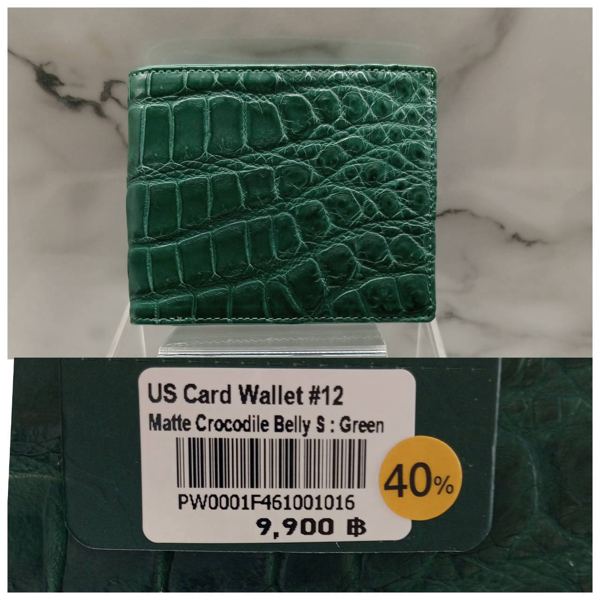 US Card Wallet #12
Matte Crocodile Belly S : Green
PW0001F461001016
9,900 ฿
40%